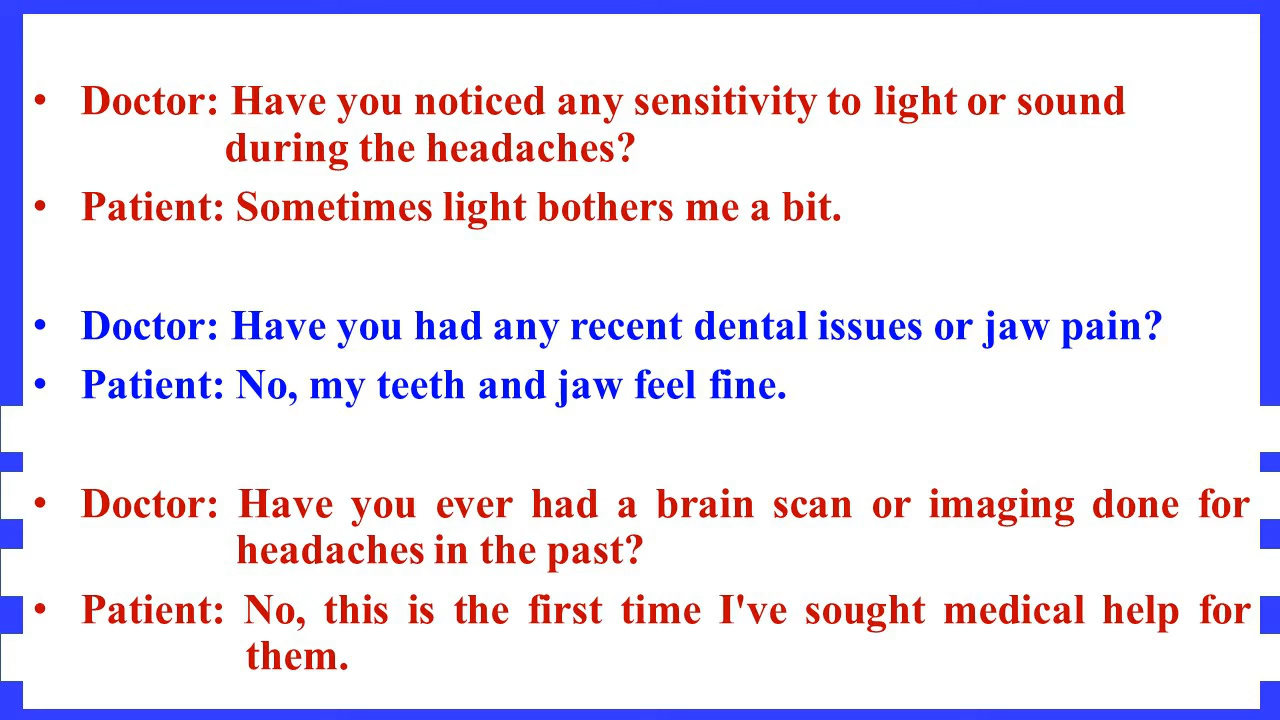 • Doctor: Have you noticed any sensitivity to light or sound
during the headaches?
• Patient: Sometimes light bothers me a bit.
• Doctor: Have you had any recent dental issues or jaw pain?
• Patient: No, my teeth and jaw feel fine.
• Doctor: Have you ever had a brain scan or imaging done for
headaches in the past?
• Patient: No, this is the first time I've sought medical help for
them.